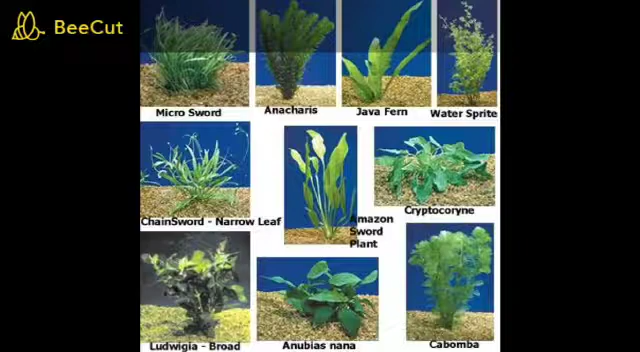 BeeCut
Micro Sword
Anacharis
Java Fern
Water Sprite
ChainSword - Narrow Leaf
Amazon
Sword
Plant
Cryptocoryne
Ludwigia - Broad
Anubias nana
Cabomba